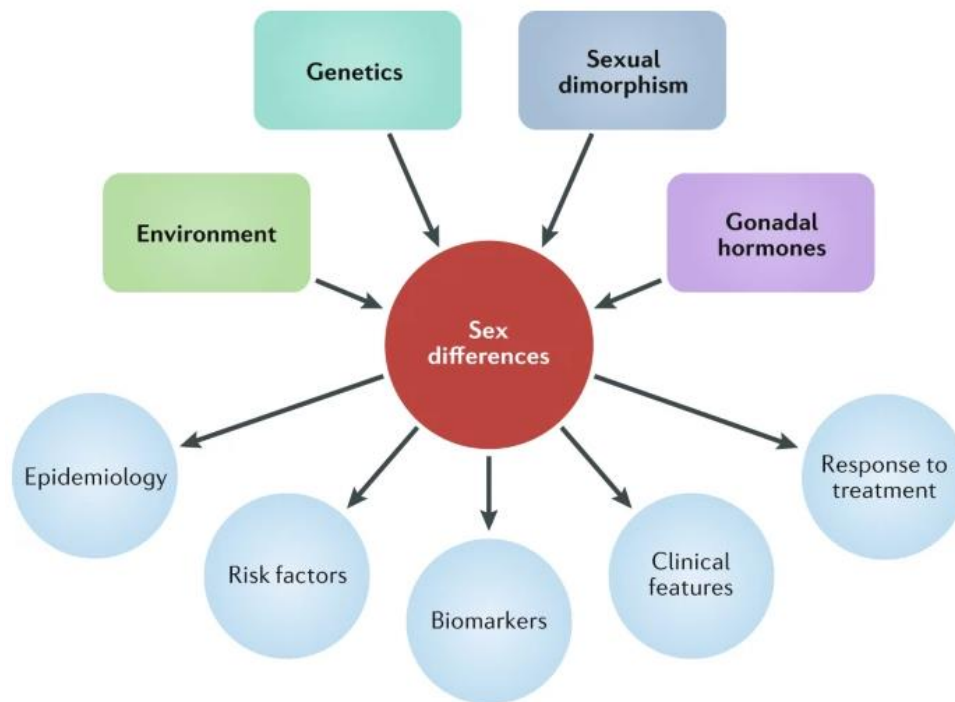 Genetics
Sexual
dimorphism
Environment
Gonadal
hormones
Sex
differences
Epidemiology
Risk factors
Biomarkers
Clinical
features
Response to
treatment